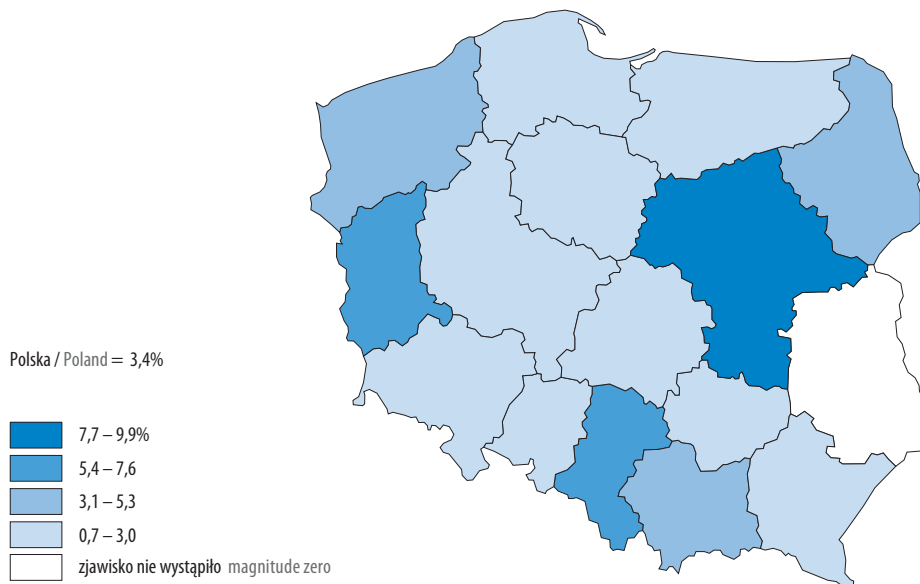 Polska / Poland = 3,4%
7,7 – 9,9%
5,4 – 7,6
3,1 – 5,3
0,7 – 3,0
zjawisko nie wystąpiło magnitude zero